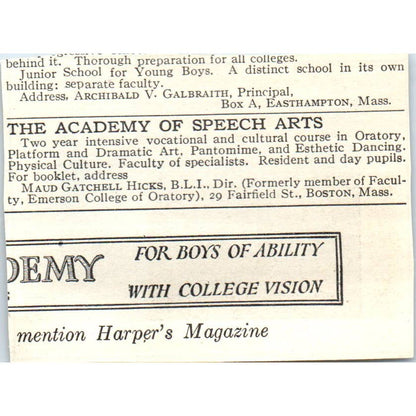 behind it. Thorough preparation for all colleges.
Junior School for Young Boys. A distinct school in its own
building: separate faculty.
Address, ARCHIBALD V. GALBRAITH, Principal,
Box A, EASTHAMPTON, Mass.
THE ACADEMY OF SPEECH ARTS
Two year intensive vocational and cultural course in Oratory,
Platform and Dramatic Art, Pantomime, and Esthetic Dancing.
Physical Culture. Faculty of specialists. Resident and day pupils.
For booklet, address
MAUD GATCHELL HICKS, B.L.I., Dir. (Formerly member of Facul-
ty, Emerson College of Oratory), 29 Fairfield St., BOSTON, Mass.
DEMY
FOR BOYS OF ABILITY
WITH COLLEGE VISION
mention Harper's Magazine